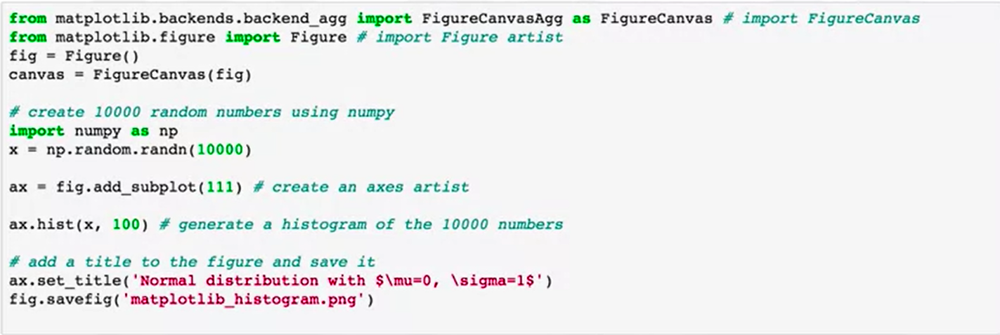 from matplotlib.backends.backend_agg import FigureCanvasAgg as FigureCanvas # import FigureCanvas
from matplotlib.figure import Figure # import Figure artist
fig = Figure()
canvas = FigureCanvas(fig)
# create 10000 random numbers using numpy
import numpy as np
x = np.random.randn(10000)
ax = fig.add_subplot(111) # create an axes artist
ax.hist(x, 100) # generate a histogram of the 10000 numbers
# add a title to the figure and save it
ax.set_title('Normal distribution with $\mu=0, \sigma=1$')
fig.savefig('matplotlib_histogram.png')